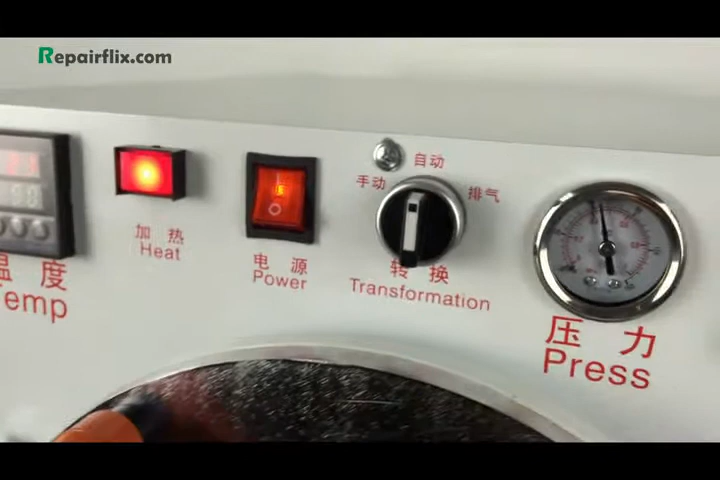 Repairflix.com
自动
手动
排气
加热
Heat
电源
Power
转换
Transformation
温度
Temp
压力
Press